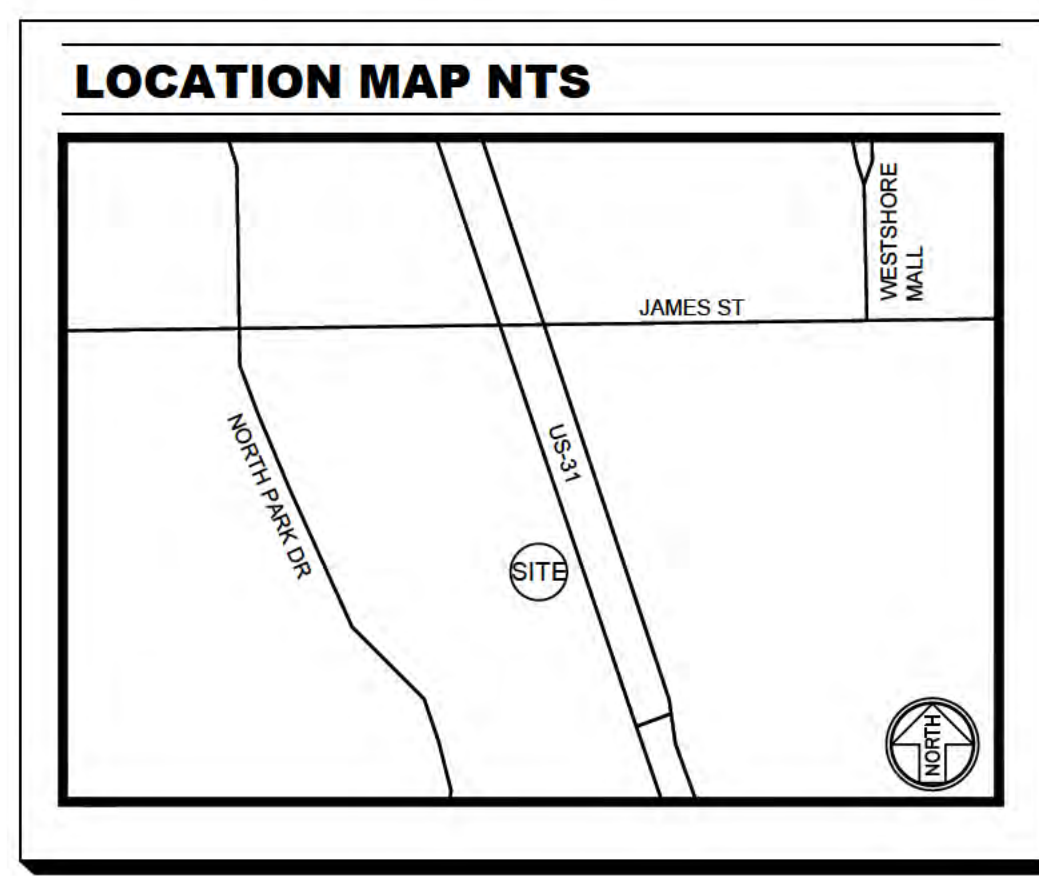 LOCATION MAP NTS
WESTSHORE
MALL
JAMES ST
NORTH PARK DR
US-31
SITE
NORTH